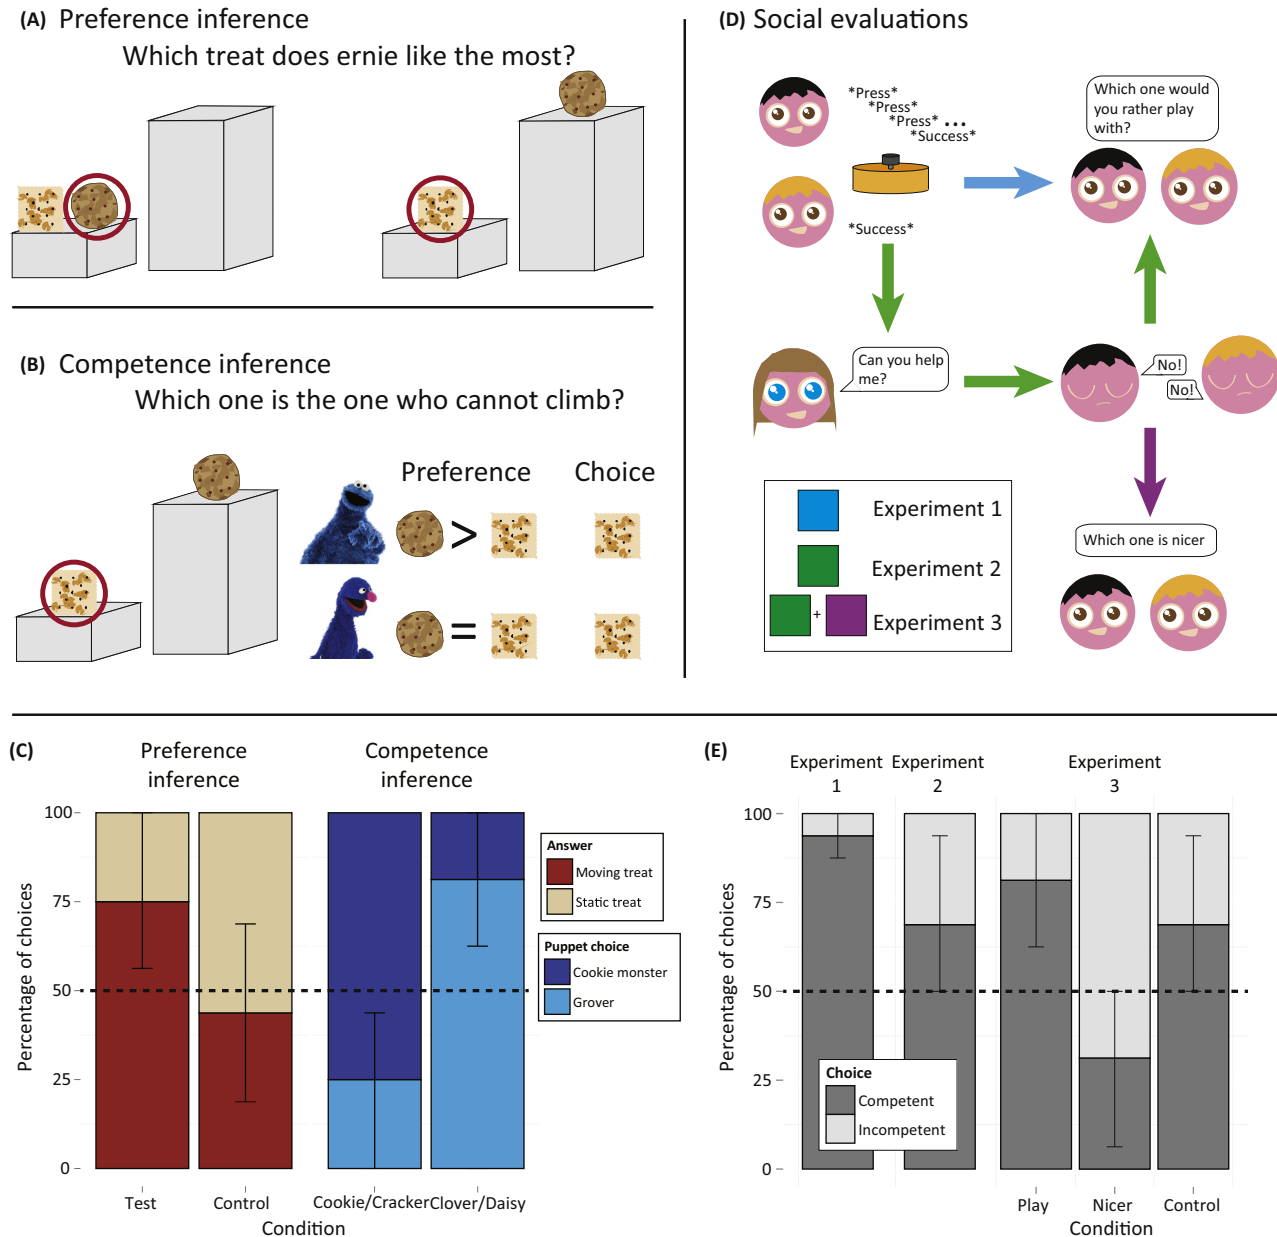 (A) Preference inference
Which treat does ernie like the most?
(B) Competence inference
Which one is the one who cannot climb?
Preference Choice
>
=
(D) Social evaluations
*Press*
*Press*
*Press* ...
*Success*
*Success*
Which one would
you rather play
with?
Can you help
me?
No!
No!
Which one is nicer
Experiment 1
Experiment 2
+
Experiment 3
(C)
Preference
inference
Competence
inference
Percentage of choices
100
75
50
25
0
Test Control Cookie/Cracker Clover/Daisy
Condition
Answer
Moving treat
Static treat
Puppet choice
Cookie monster
Grover
(E)
Experiment
1
Experiment
2
Experiment
3
Percentage of choices
100
75
50
25
0
Choice
Competent
Incompetent
Play Nicer Control
Condition